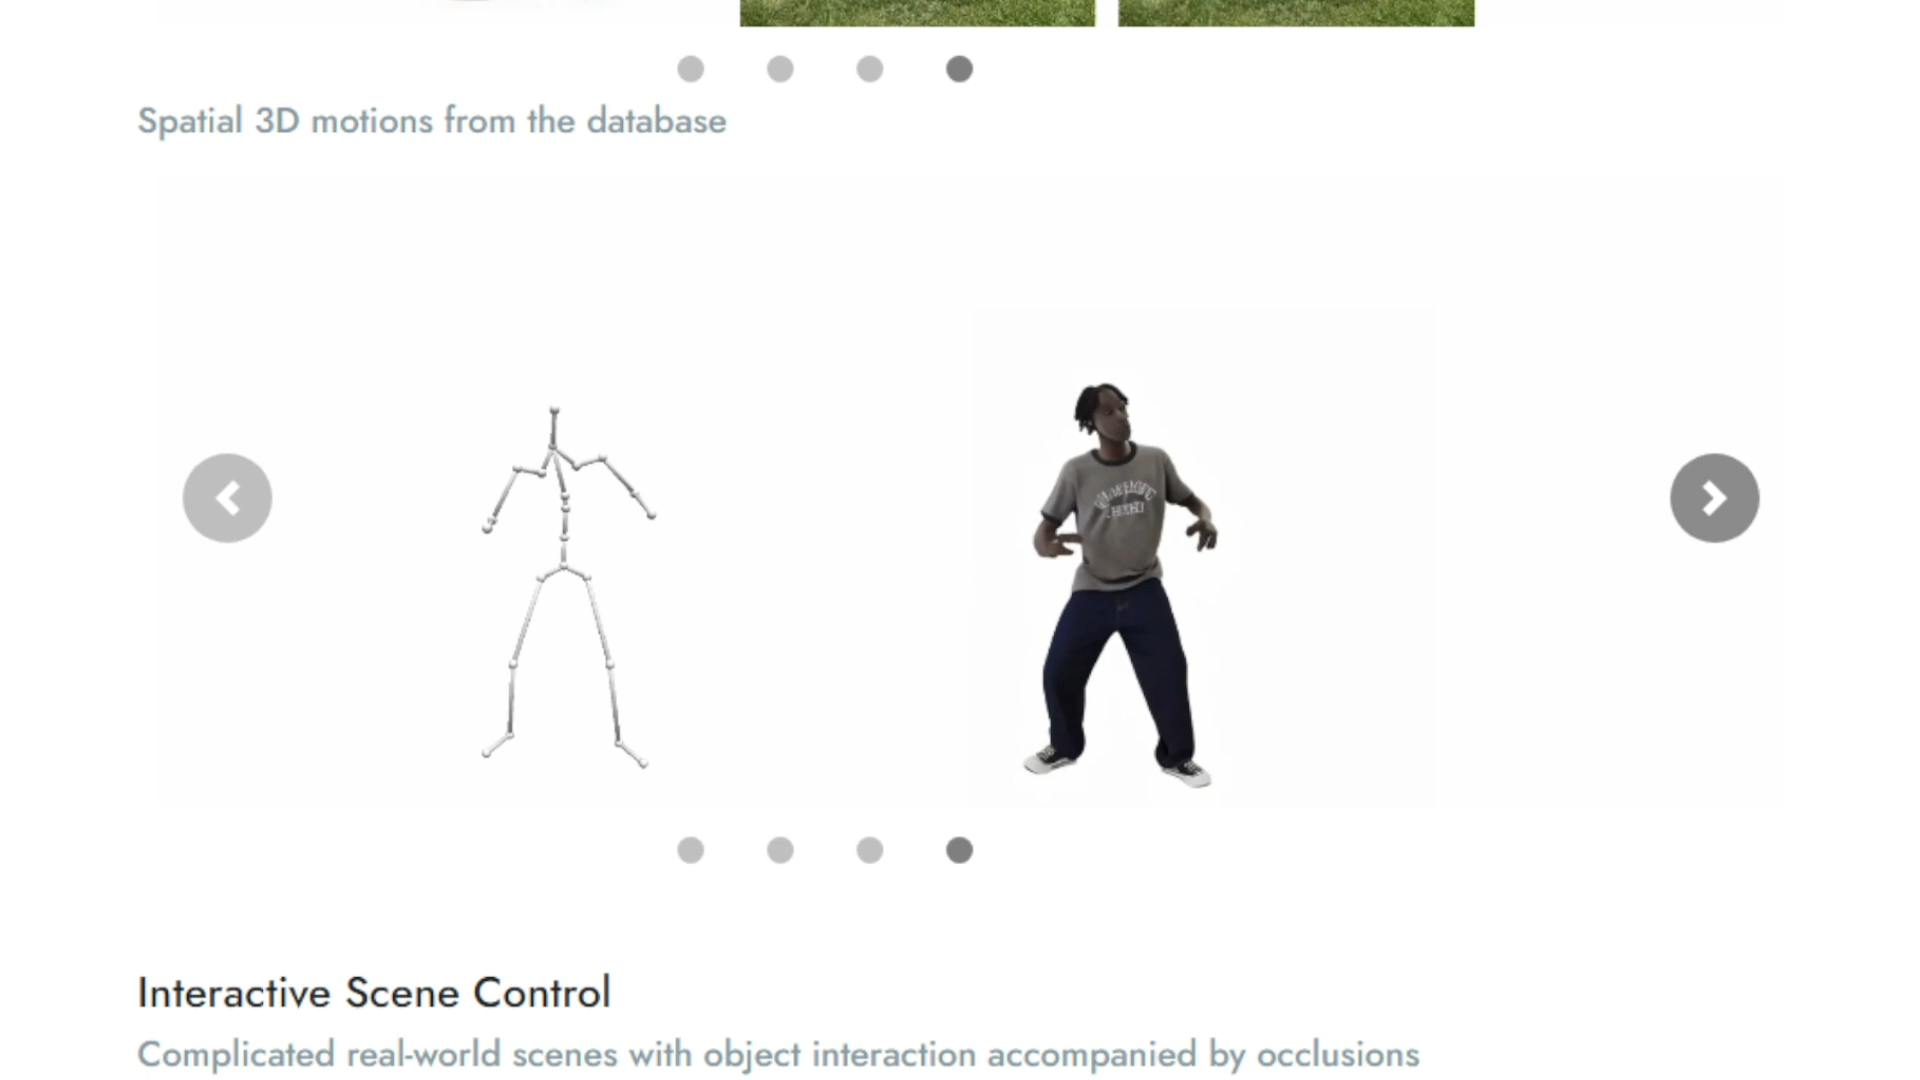 Spatial 3D motions from the database
Interactive Scene Control
Complicated real-world scenes with object interaction accompanied by occlusions